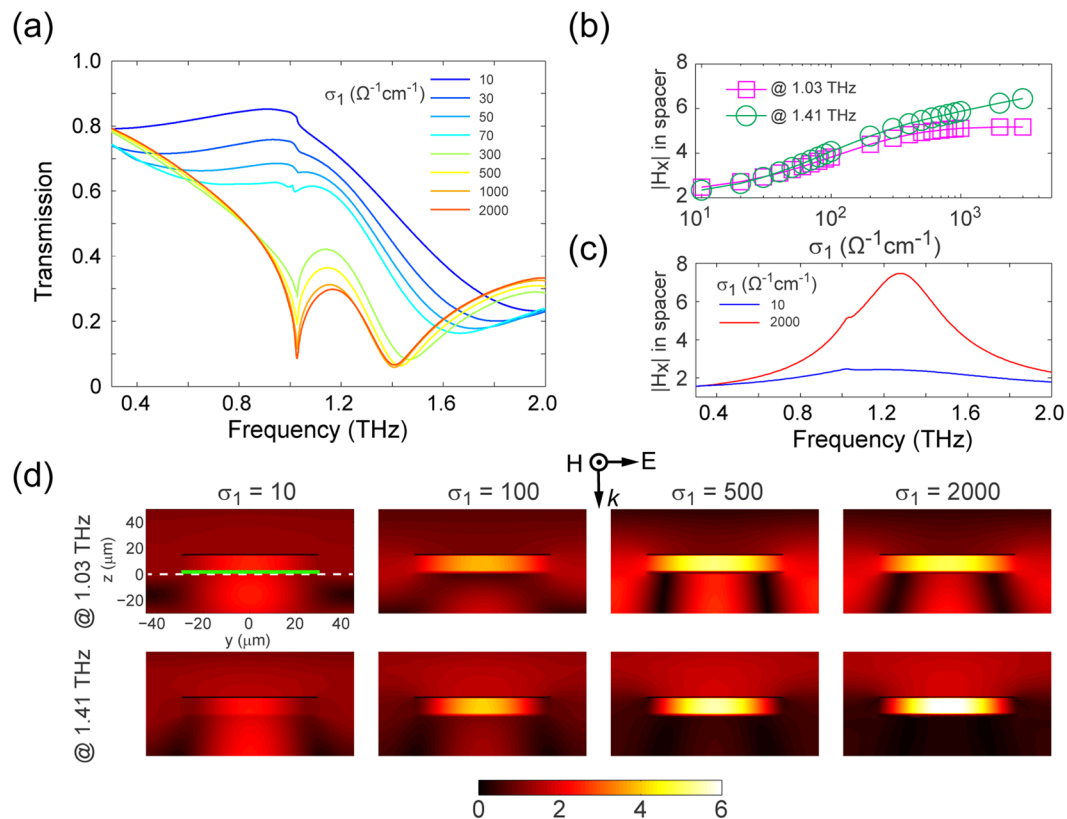 (a)
1.0
0.8
0.6
0.4
0.2
0
Transmission
0.4
0.8
1.2
1.6
2.0
Frequency (THz)
σ1 (Ω-1cm-1)
10
30
50
70
300
500
1000
2000
(b)
8
6
4
2
|Hx| in spacer
@ 1.03 THz
@ 1.41 THz
10¹
10²
10³
σ1 (Ω-1cm-1)
(c)
8
6
4
2
|Hx| in spacer
σ1 (Ω-1cm-1)
10
2000
0.4
0.8
1.2
1.6
2.0
Frequency (THz)
(d)
H
E
k
σ1 = 10
σ1 = 100
σ1 = 500
σ1 = 2000
@ 1.03 THz
z (μm)
40
20
0
−20
−40
−20
0
20
40
y (μm)
@ 1.41 THz
0
2
4
6